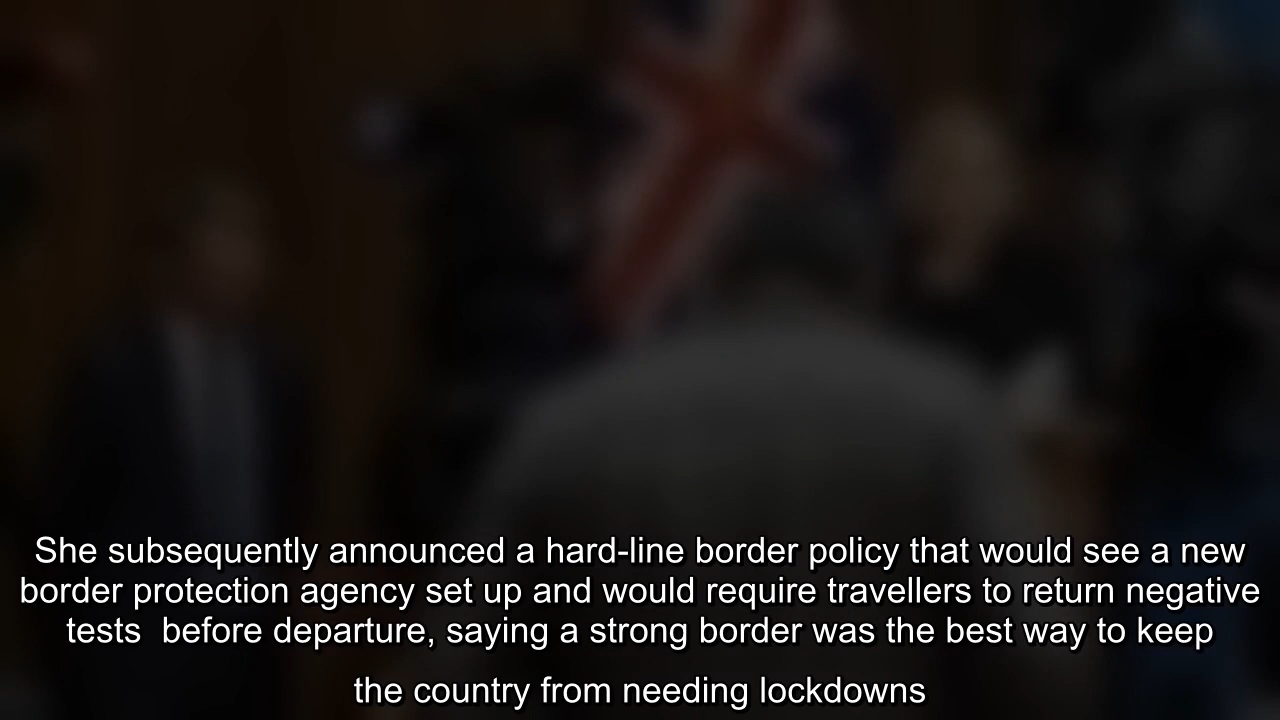 She subsequently announced a hard-line border policy that would see a new
border protection agency set up and would require travellers to return negative
tests  before departure, saying a strong border was the best way to keep
the country from needing lockdowns